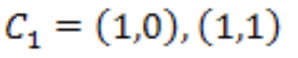 C₁ = (1,0), (1,1)